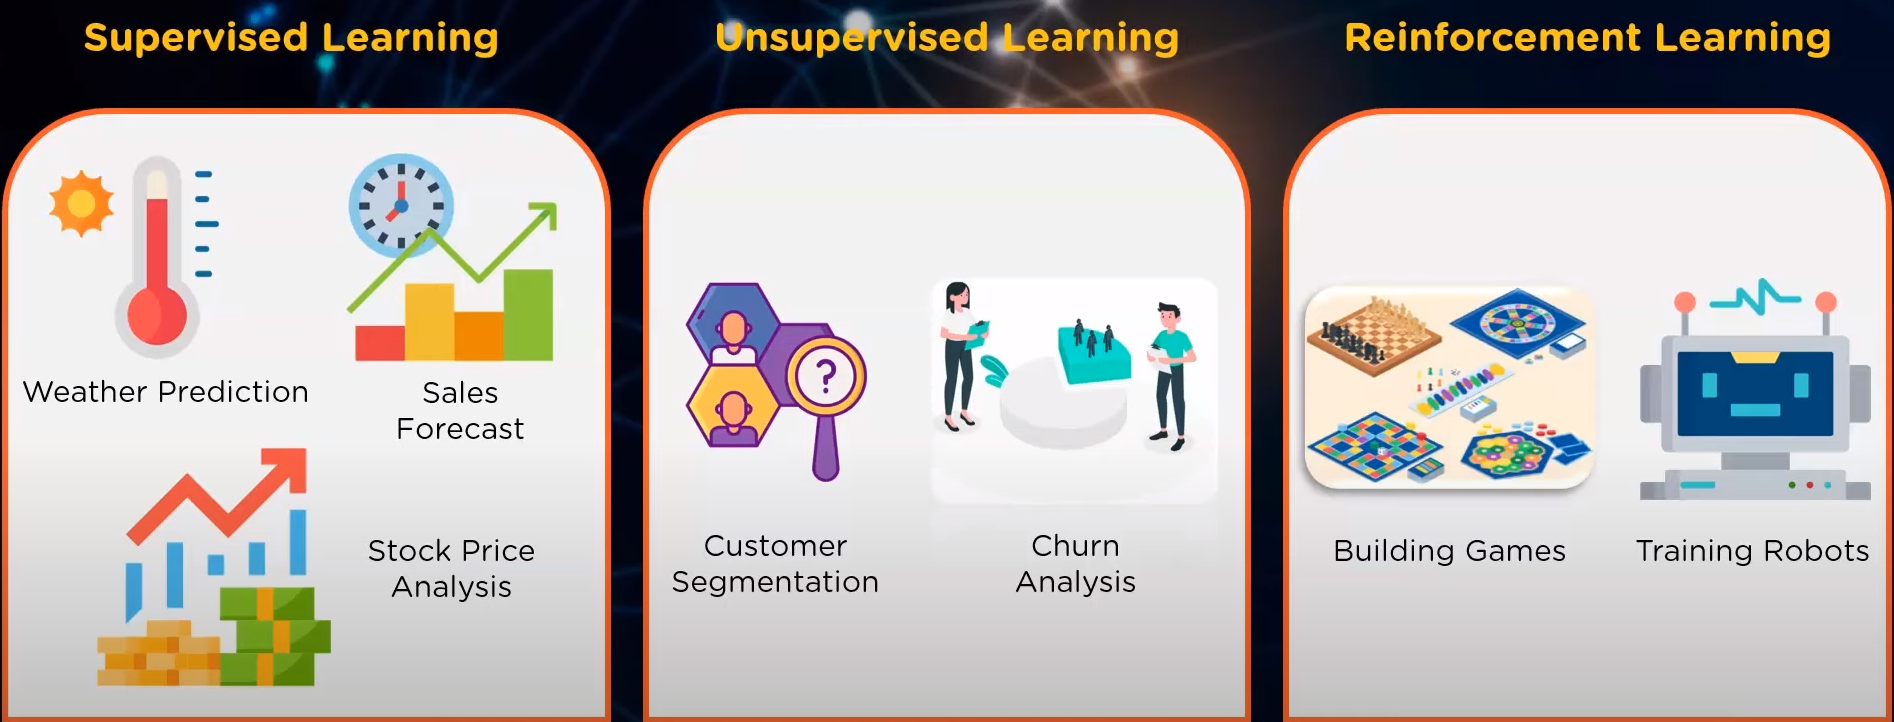 Supervised Learning
Unsupervised Learning
Reinforcement Learning
Weather Prediction
Sales
Forecast
Stock Price
Analysis
?
Customer
Segmentation
Churn
Analysis
Building Games
Training Robots